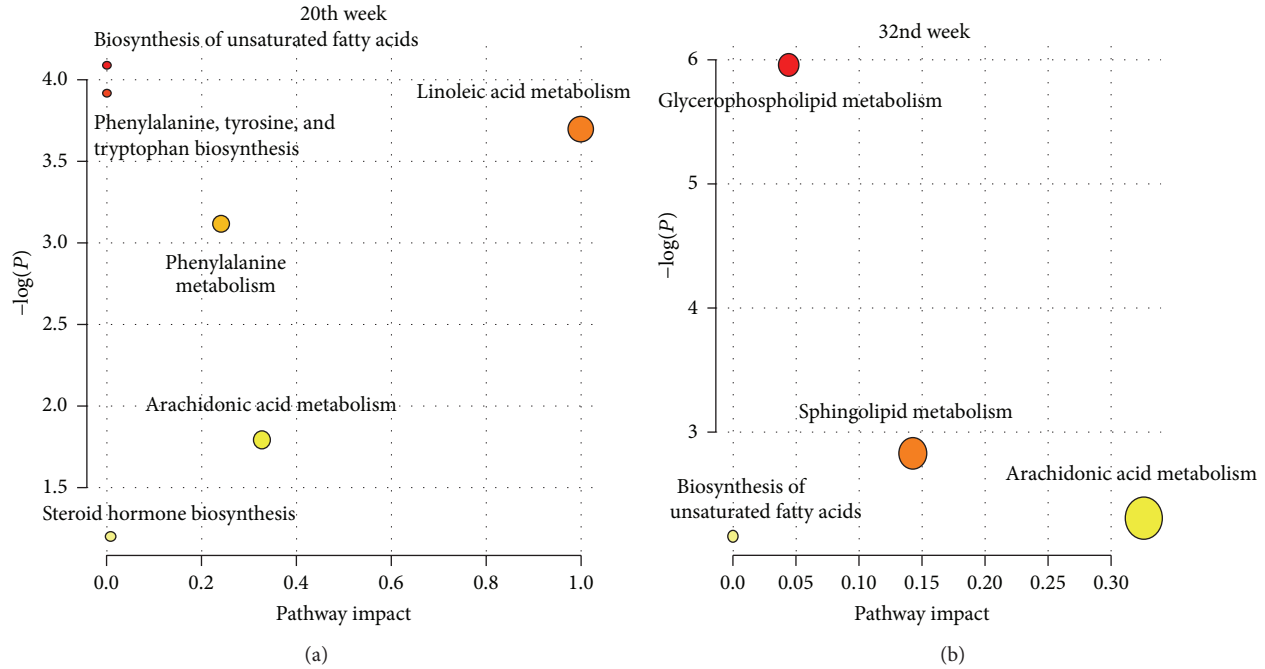 20th week
Biosynthesis of unsaturated fatty acids
4.0
Linoleic acid metabolism
Phenylalanine, tyrosine, and
tryptophan biosynthesis
3.5
3.0
Phenylalanine
metabolism
−log(P)
2.5
2.0
Arachidonic acid metabolism
1.5
Steroid hormone biosynthesis
0.0 0.2 0.4 0.6 0.8 1.0
Pathway impact
(a)
32nd week
6
Glycerophospholipid metabolism
5
−log(P)
4
Sphingolipid metabolism
3
Arachidonic acid metabolism
Biosynthesis of
unsaturated fatty acids
0.0 0.05 0.10 0.15 0.20 0.25 0.30
Pathway impact
(b)